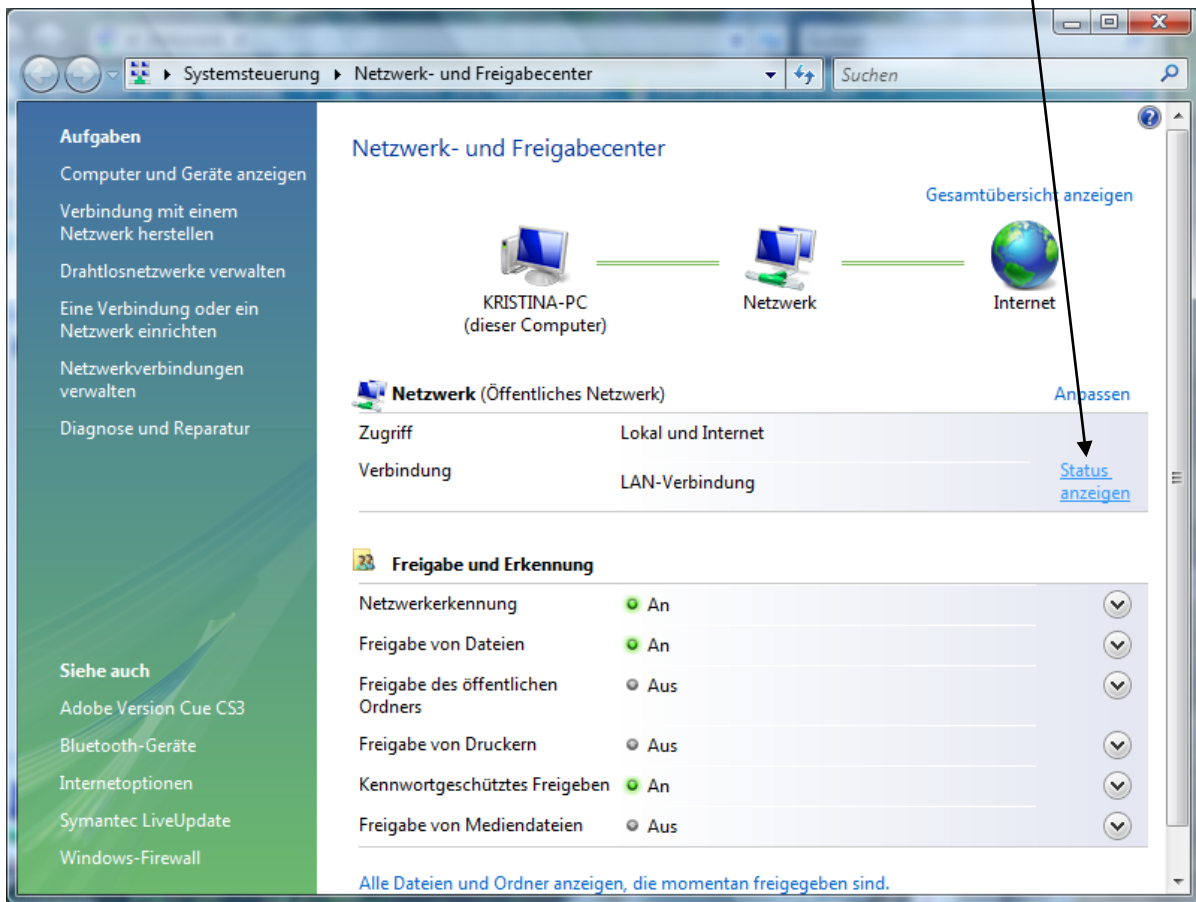 Systemsteuerung ▸ Netzwerk- und Freigabecenter
Suchen
Aufgaben
Computer und Geräte anzeigen
Verbindung mit einem
Netzwerk herstellen
Drahtlosnetzwerke verwalten
Eine Verbindung oder ein
Netzwerk einrichten
Netzwerkverbindungen
verwalten
Diagnose und Reparatur
Siehe auch
Adobe Version Cue CS3
Bluetooth-Geräte
Internetoptionen
Symantec LiveUpdate
Windows-Firewall
Netzwerk- und Freigabecenter
Gesamtübersicht anzeigen
KRISTINA-PC
(dieser Computer)
Netzwerk
Internet
Netzwerk (Öffentliches Netzwerk)
Anpassen
Zugriff
Lokal und Internet
Verbindung
LAN-Verbindung
Status
anzeigen
Freigabe und Erkennung
Netzwerkerkennung
An
Freigabe von Dateien
An
Freigabe des öffentlichen
Ordners
Aus
Freigabe von Druckern
Aus
Kennwortgeschütztes Freigeben
An
Freigabe von Mediendateien
Aus
Alle Dateien und Ordner anzeigen, die momentan freigegeben sind.